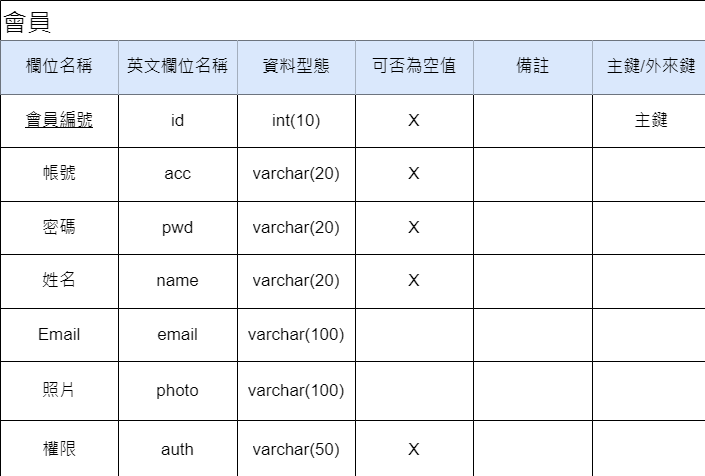 會員
欄位名稱 英文欄位名稱 資料型態 可否為空值 備註 主鍵/外來鍵
會員編號 id int(10) X 主鍵
帳號 acc varchar(20) X
密碼 pwd varchar(20) X
姓名 name varchar(20) X
Email email varchar(100)
照片 photo varchar(100)
權限 auth varchar(50) X